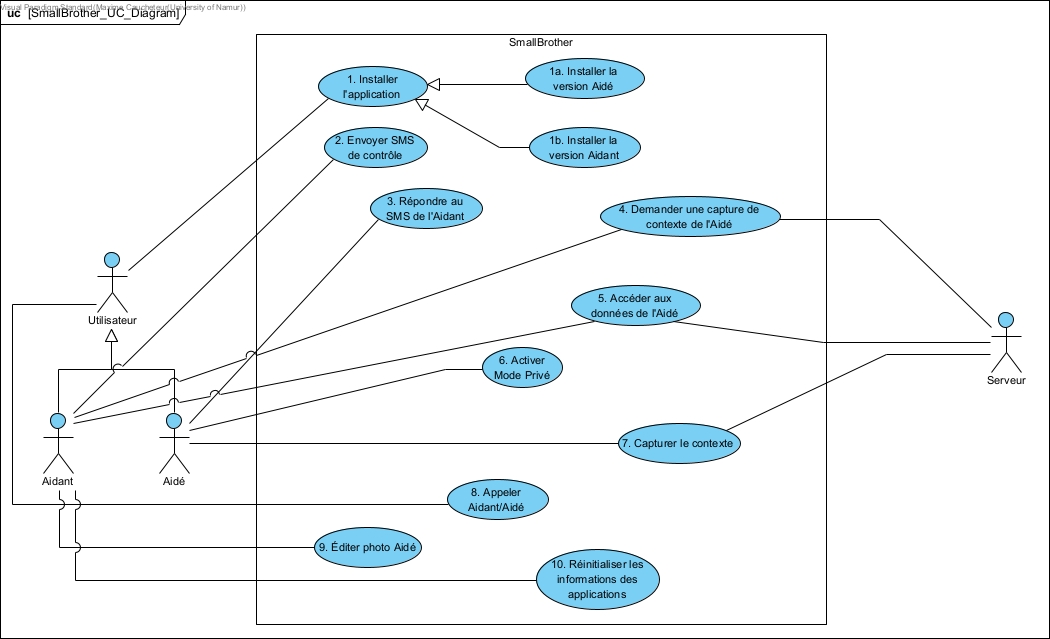 Visual Paradigm Standard(Maxime Caucheteur(University of Namur))
uc [SmallBrother_UC_Diagram]
SmallBrother
1. Installer
l'application
1a. Installer la
version Aidé
2. Envoyer SMS
de contrôle
1b. Installer la
version Aidant
3. Répondre au
SMS de l'Aidant
4. Demander une capture de
contexte de l'Aidé
Utilisateur
5. Accéder aux
données de l'Aidé
6. Activer
Mode Privé
Serveur
7. Capturer le contexte
Aidant
Aidé
8. Appeler
Aidant/Aidé
9. Éditer photo Aidé
10. Réinitialiser les
informations des
applications